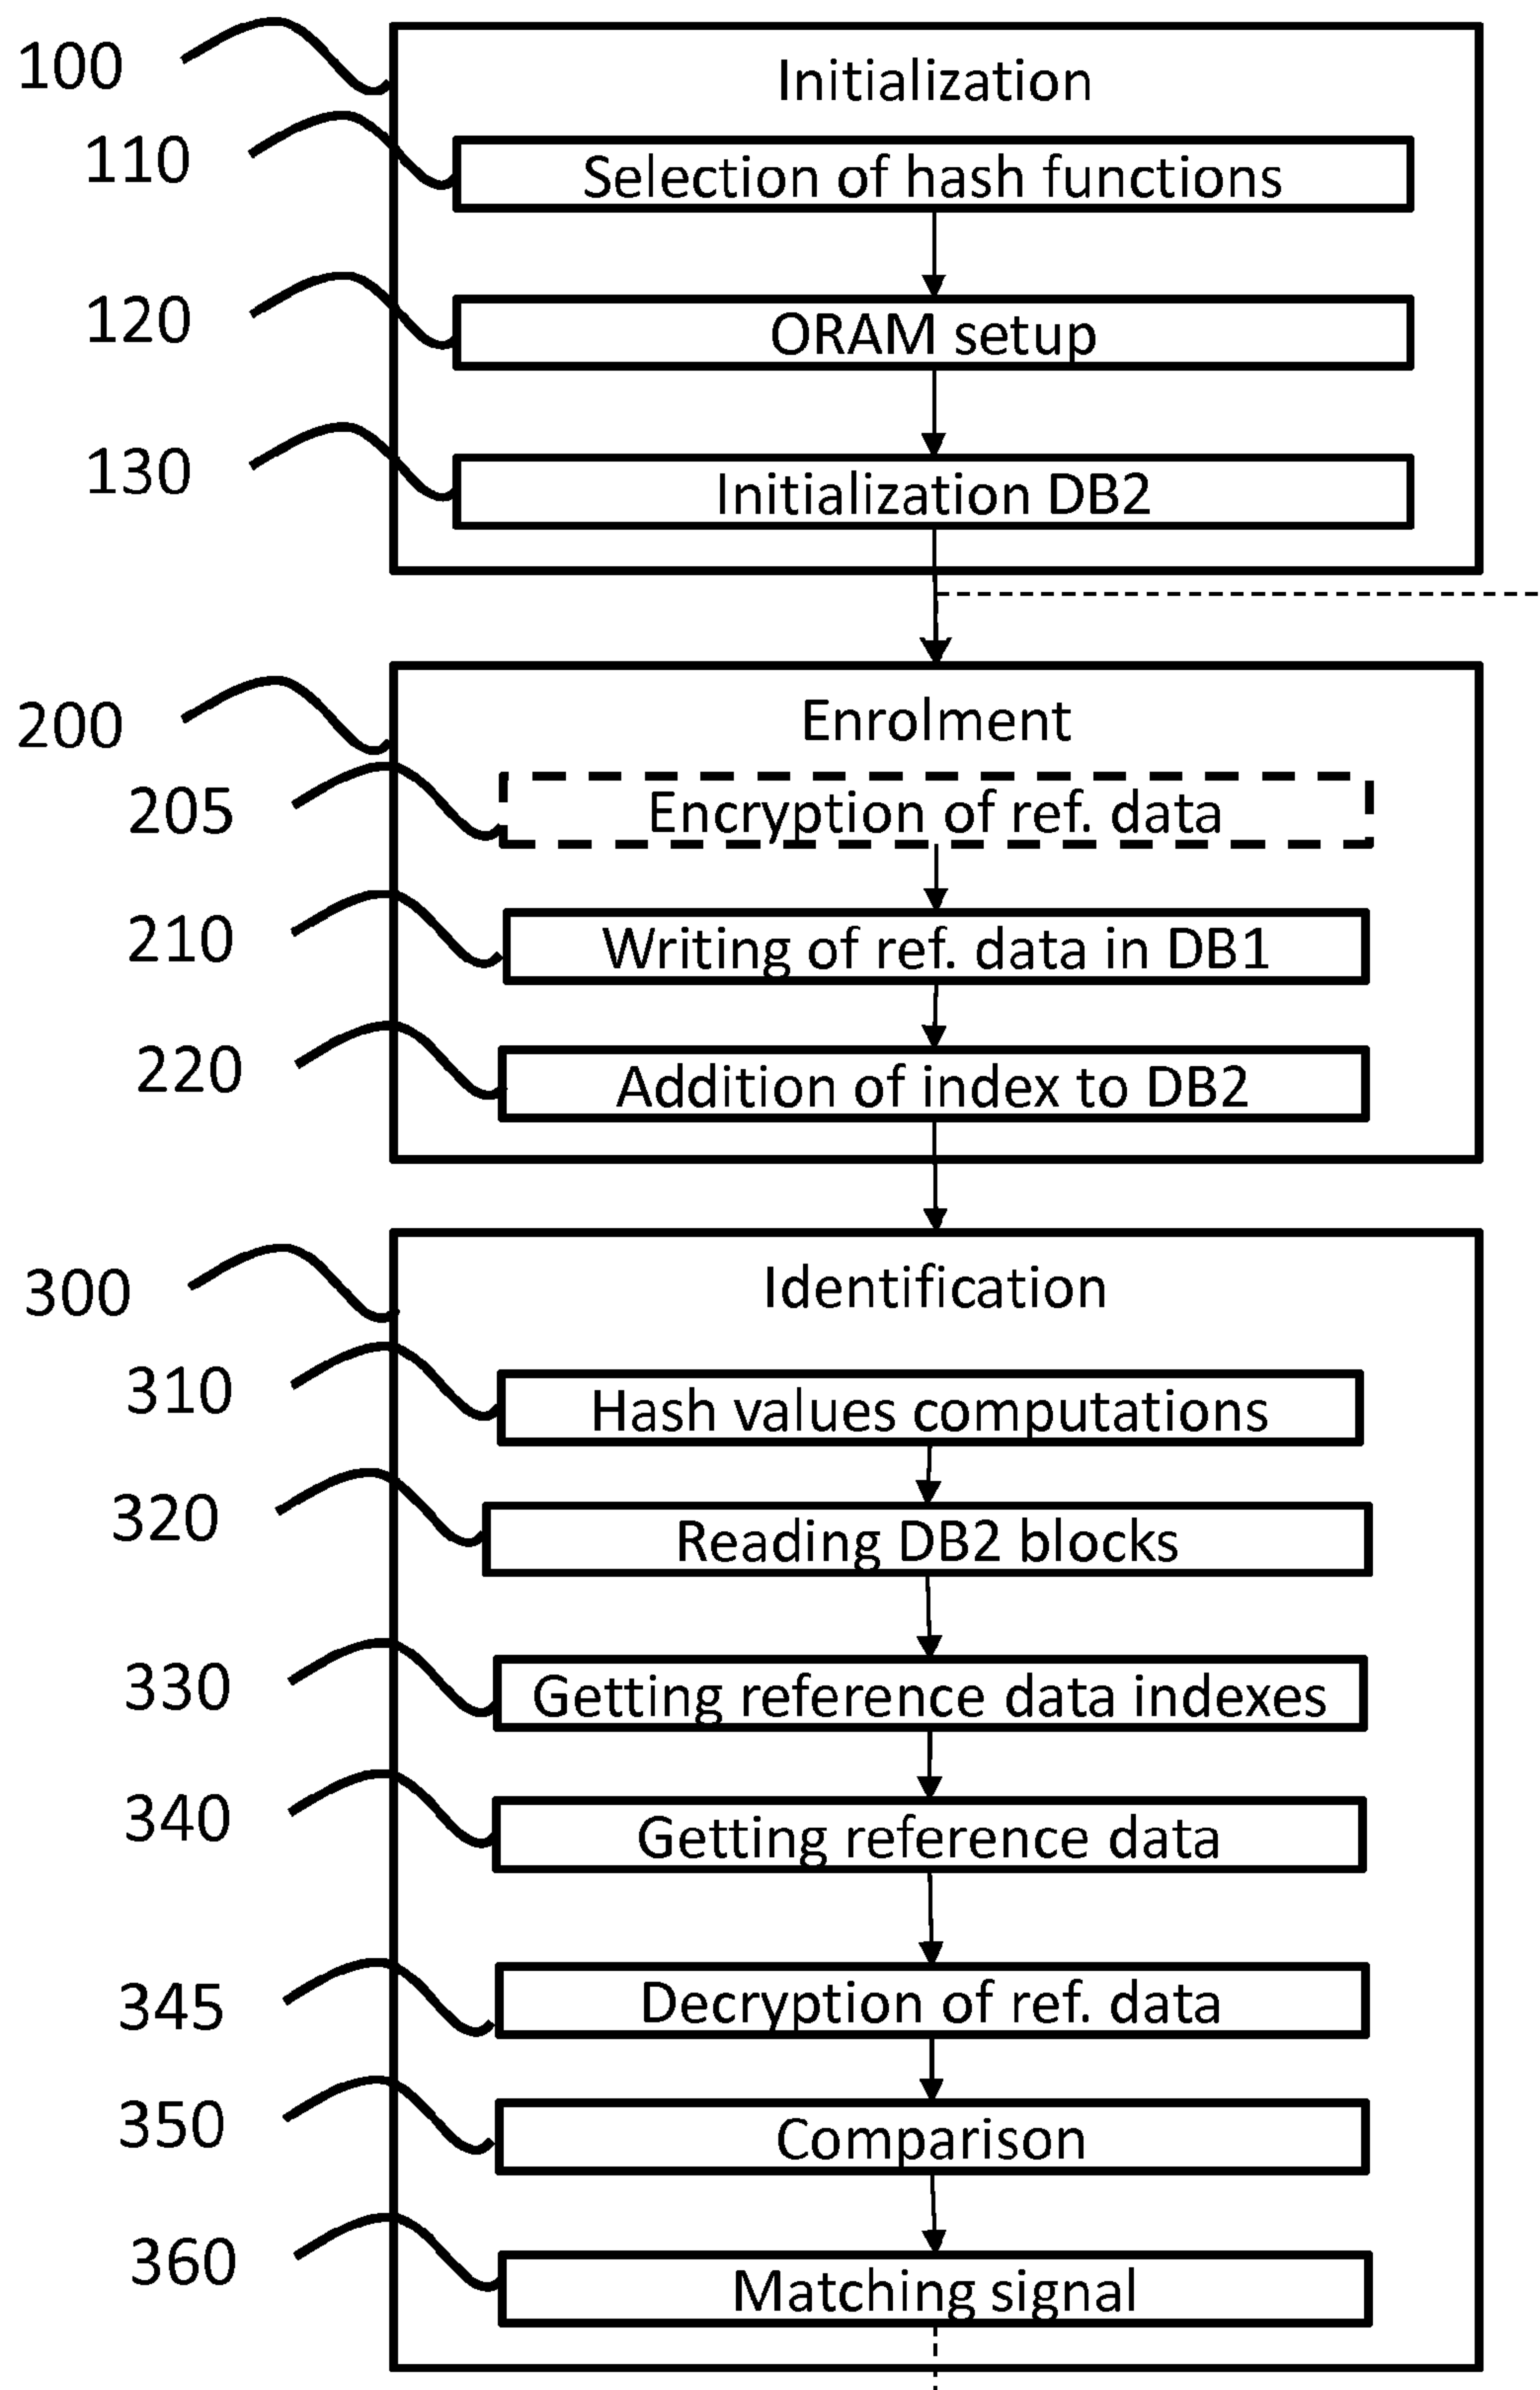 100
Initialization
110
Selection of hash functions
120
ORAM setup
130
Initialization DB2
200
Enrolment
205
Encryption of ref. data
210
Writing of ref. data in DB1
220
Addition of index to DB2
300
Identification
310
Hash values computations
320
Reading DB2 blocks
330
Getting reference data indexes
340
Getting reference data
345
Decryption of ref. data
350
Comparison
360
Matching signal